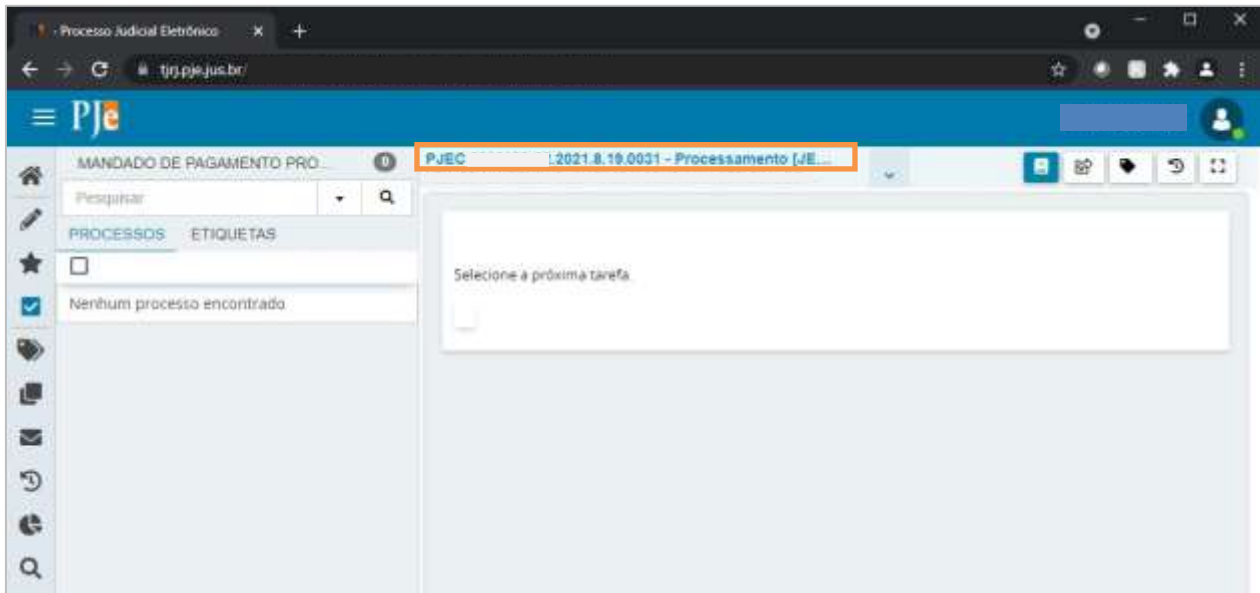 - Processo Judicial Eletrônico
tjrj.pje.jus.br/
PJe
MANDADO DE PAGAMENTO PRO... 0
PJEC .2021.8.19.0031 - Processamento [JE...
Pesquisar
PROCESSOS ETIQUETAS
Selecione a próxima tarefa.
Nenhum processo encontrado